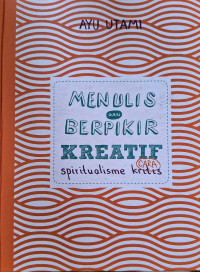 AYU UTAMI
MENULIS
DAN
BERPIKIR
KREATIF
CARA
spiritualisme kritis